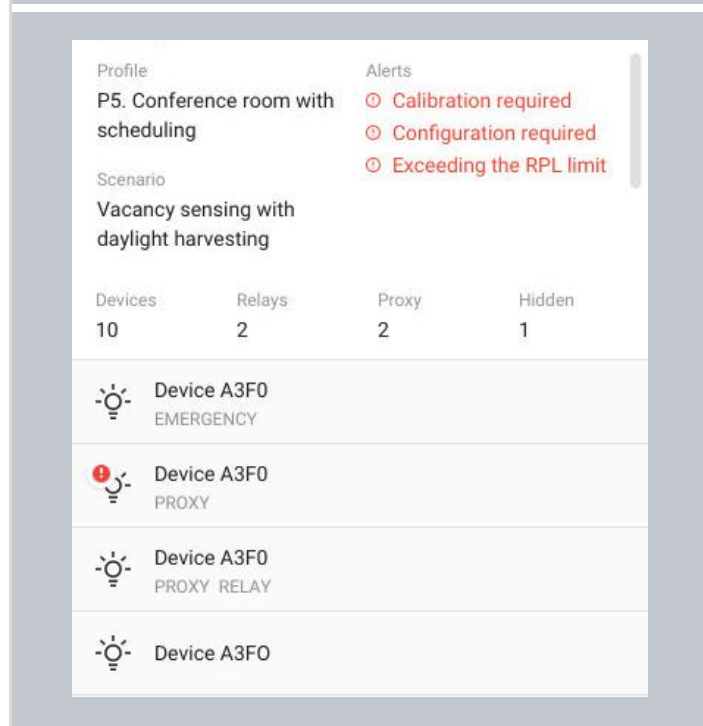 Profile
P5. Conference room with
scheduling
Scenario
Vacancy sensing with
daylight harvesting
Alerts
Calibration required
Configuration required
Exceeding the RPL limit
Devices Relays Proxy Hidden
10 2 2 1
Device A3F0
EMERGENCY
Device A3F0
PROXY
Device A3F0
PROXY RELAY
Device A3FO